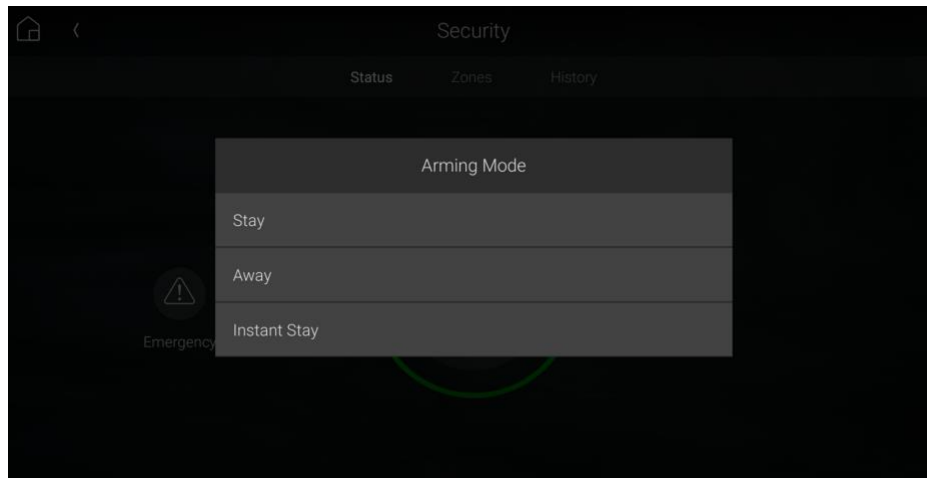 Security
Status Zones History
Arming Mode
Stay
Away
Instant Stay
Emergency